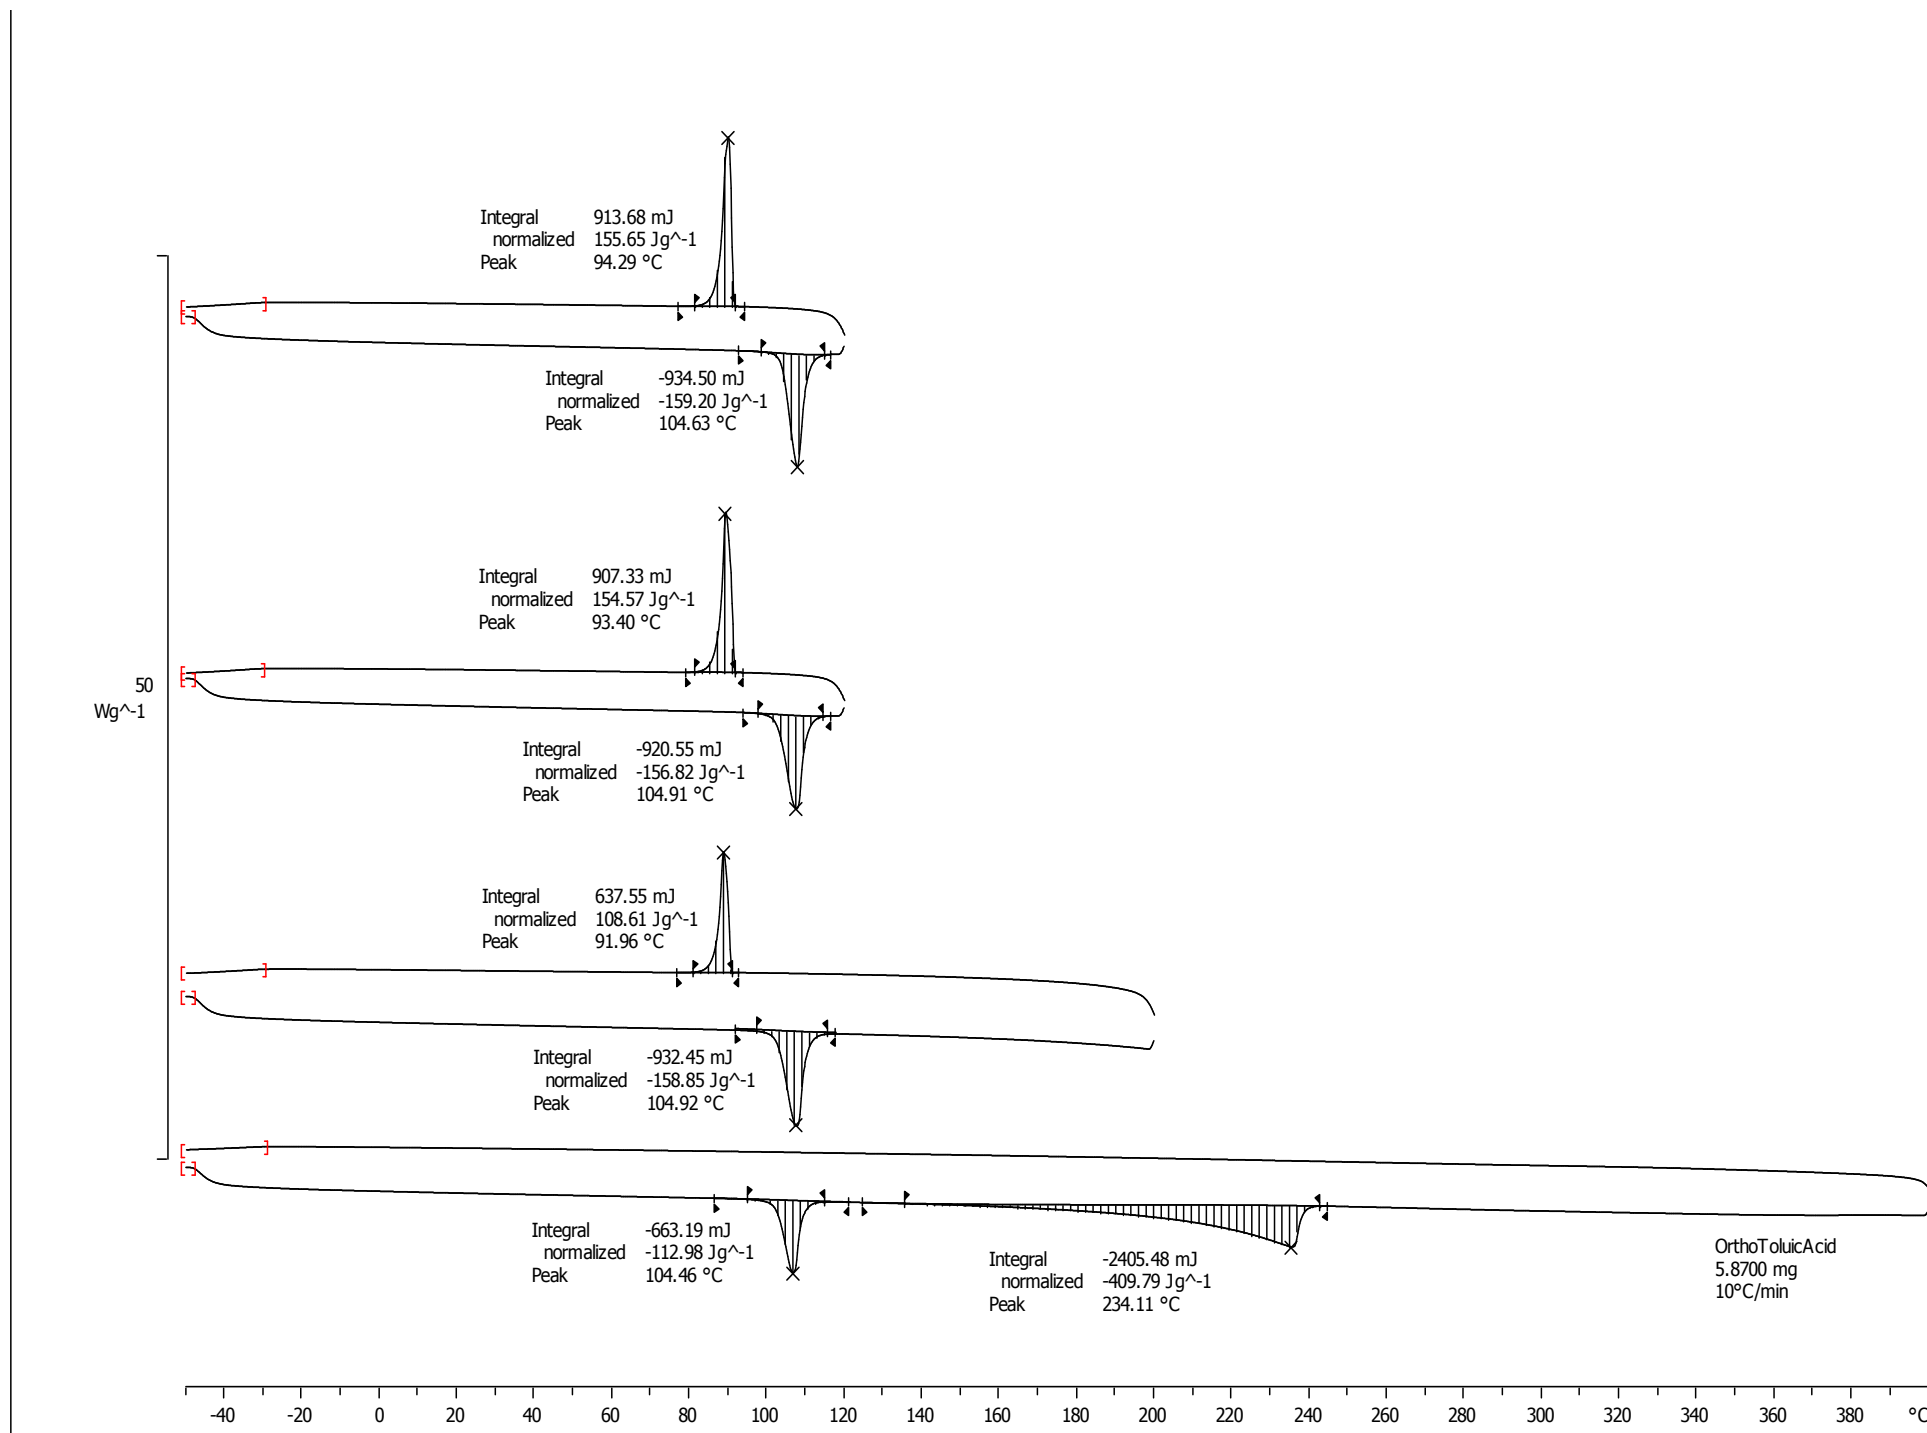 Integral 913.68 mJ
normalized 155.65 Jg^-1
Peak 94.29 °C
Integral -934.50 mJ
normalized -159.20 Jg^-1
Peak 104.63 °C
Integral 907.33 mJ
normalized 154.57 Jg^-1
Peak 93.40 °C
50
Wg^-1
Integral -920.55 mJ
normalized -156.82 Jg^-1
Peak 104.91 °C
Integral 637.55 mJ
normalized 108.61 Jg^-1
Peak 91.96 °C
Integral -932.45 mJ
normalized -158.85 Jg^-1
Peak 104.92 °C
Integral -663.19 mJ
normalized -112.98 Jg^-1
Peak 104.46 °C
Integral -2405.48 mJ
normalized -409.79 Jg^-1
Peak 234.11 °C
OrthoToluicAcid
5.8700 mg
10°C/min
-40 -20 0 20 40 60 80 100 120 140 160 180 200 220 240 260 280 300 320 340 360 380 °C